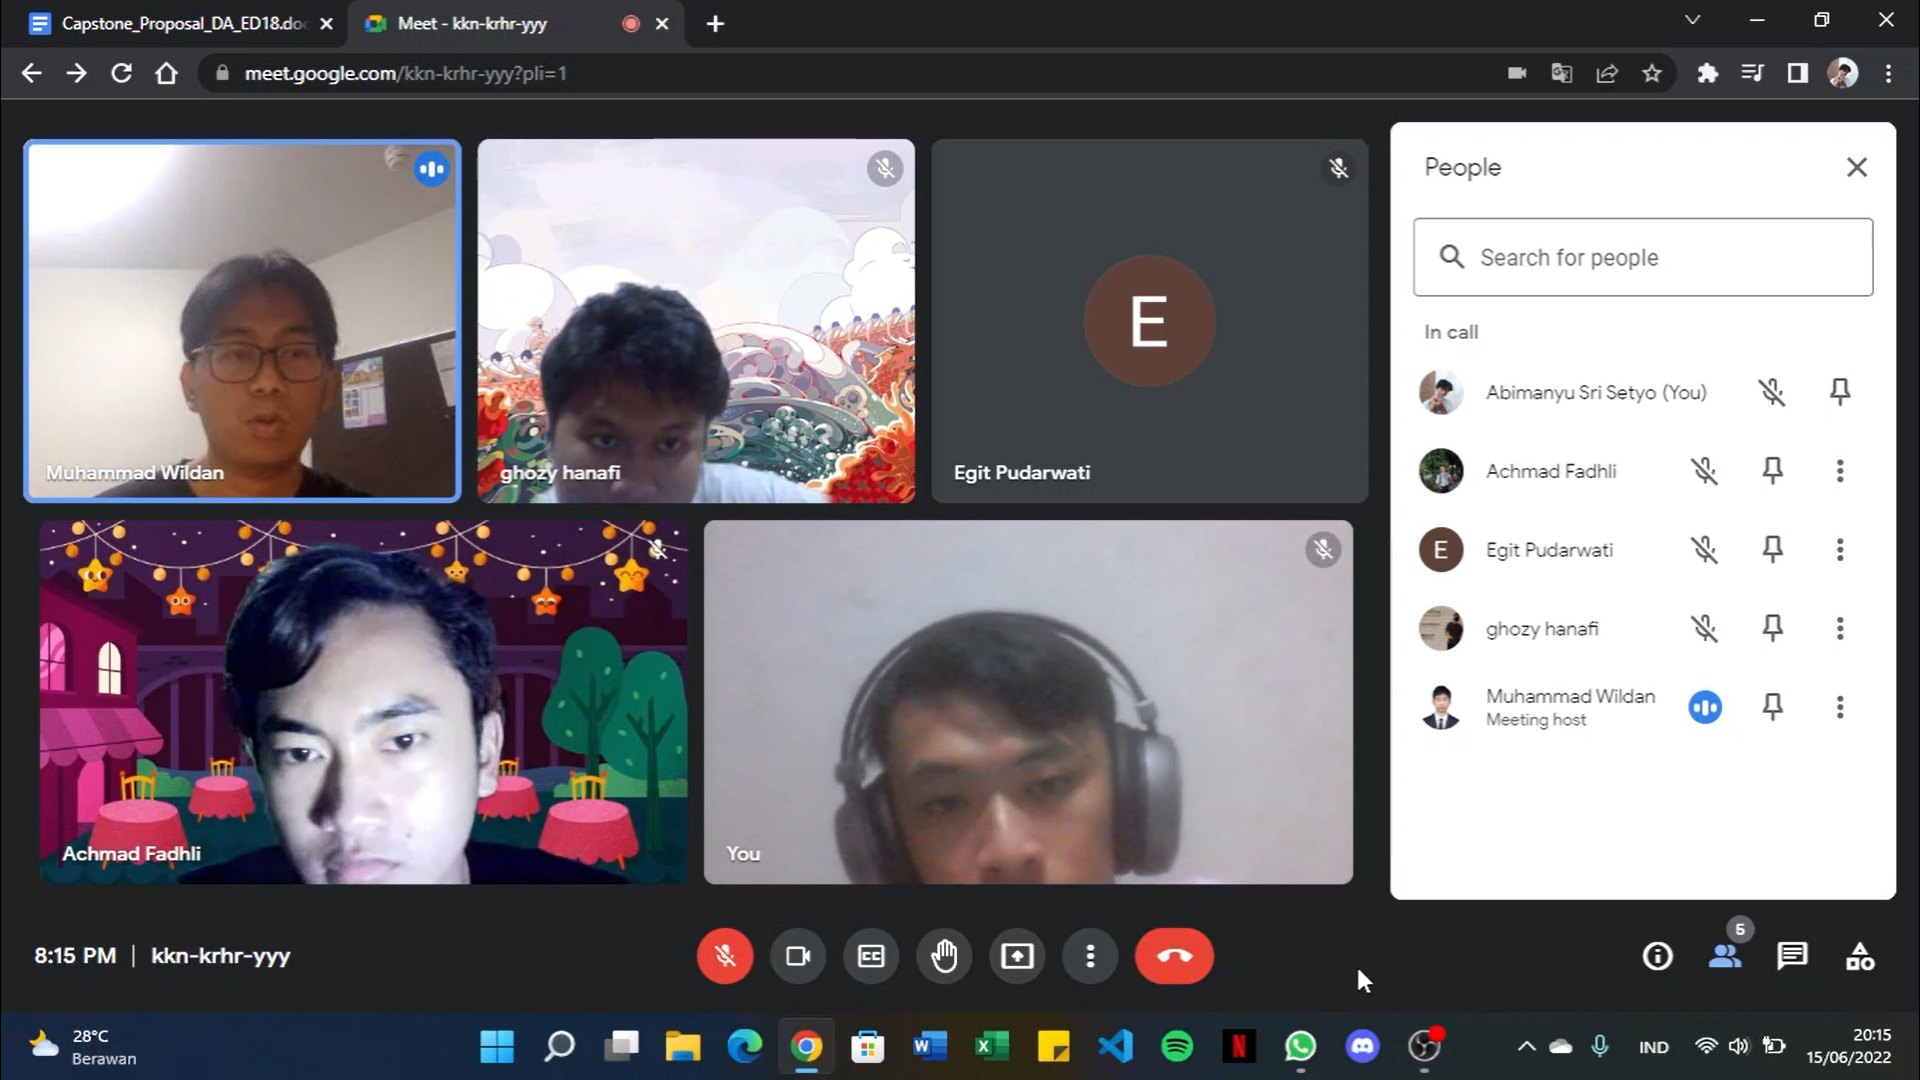 Capstone_Proposal_DA_ED18.doc
Meet - kkn-krhr-yyy
meet.google.com/kkn-krhr-yyy?pli=1
Muhammad Wildan
ghozy hanafi
E
Egit Pudarwati
Achmad Fadhli
You
People
Search for people
In call
Abimanyu Sri Setyo (You)
Achmad Fadhli
E
Egit Pudarwati
ghozy hanafi
Muhammad Wildan
Meeting host
8:15 PM | kkn-krhr-yyy
5
28°C
Berawan
IND
20:15
15/06/2022